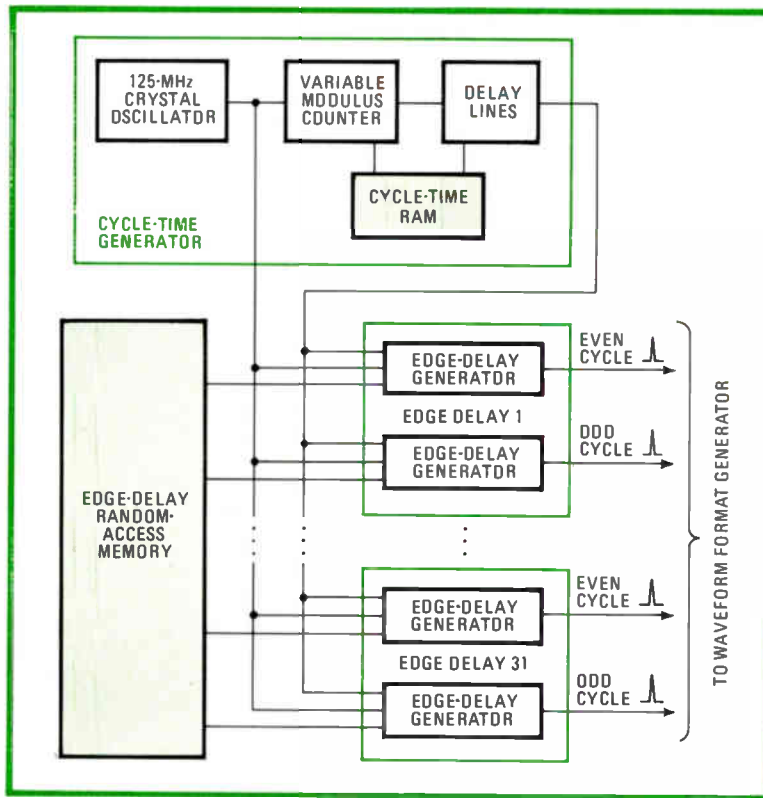 125-MHz
CRYSTAL
OSCILLATOR
VARIABLE
MODULUS
COUNTER
DELAY
LINES
CYCLE-TIME
RAM
CYCLE-TIME
GENERATOR
EDGE-DELAY
RANDOM-
ACCESS
MEMORY
EDGE-DELAY
GENERATOR
EVEN
CYCLE
EDGE DELAY 1
EDGE-DELAY
GENERATOR
ODD
CYCLE
EDGE-DELAY
GENERATOR
EVEN
CYCLE
EDGE DELAY 31
EDGE-DELAY
GENERATOR
ODD
CYCLE
TO WAVEFORM FORMAT GENERATOR